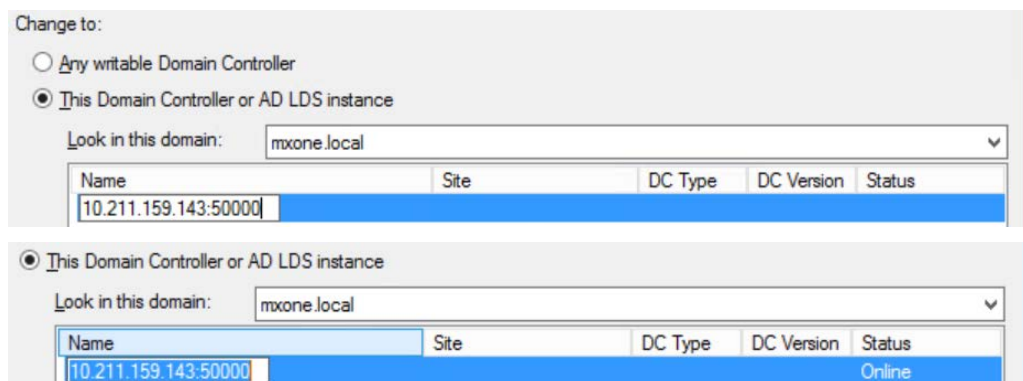 Change to:
Any writable Domain Controller
This Domain Controller or AD LDS instance
Look in this domain: mxone.local
Name Site DC Type DC Version Status
10.211.159.143:50000
This Domain Controller or AD LDS instance
Look in this domain: mxone.local
Name Site DC Type DC Version Status
10.211.159.143:50000 Online